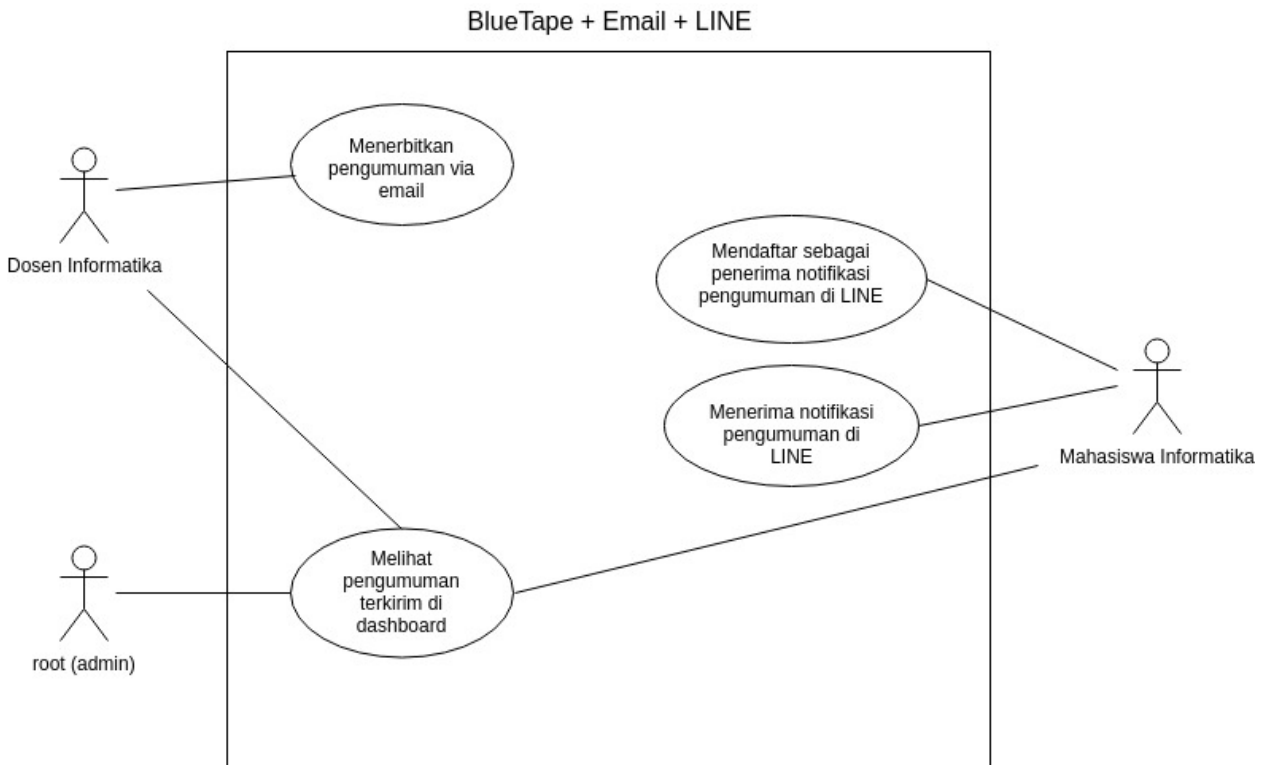 BlueTape + Email + LINE
Menerbitkan
pengumuman via
email
Dosen Informatika
Mendaftar sebagai
penerima notifikasi
pengumuman di LINE
Menerima notifikasi
pengumuman di
LINE
Mahasiswa Informatika
Melihat
pengumuman
terkirim di
dashboard
root (admin)